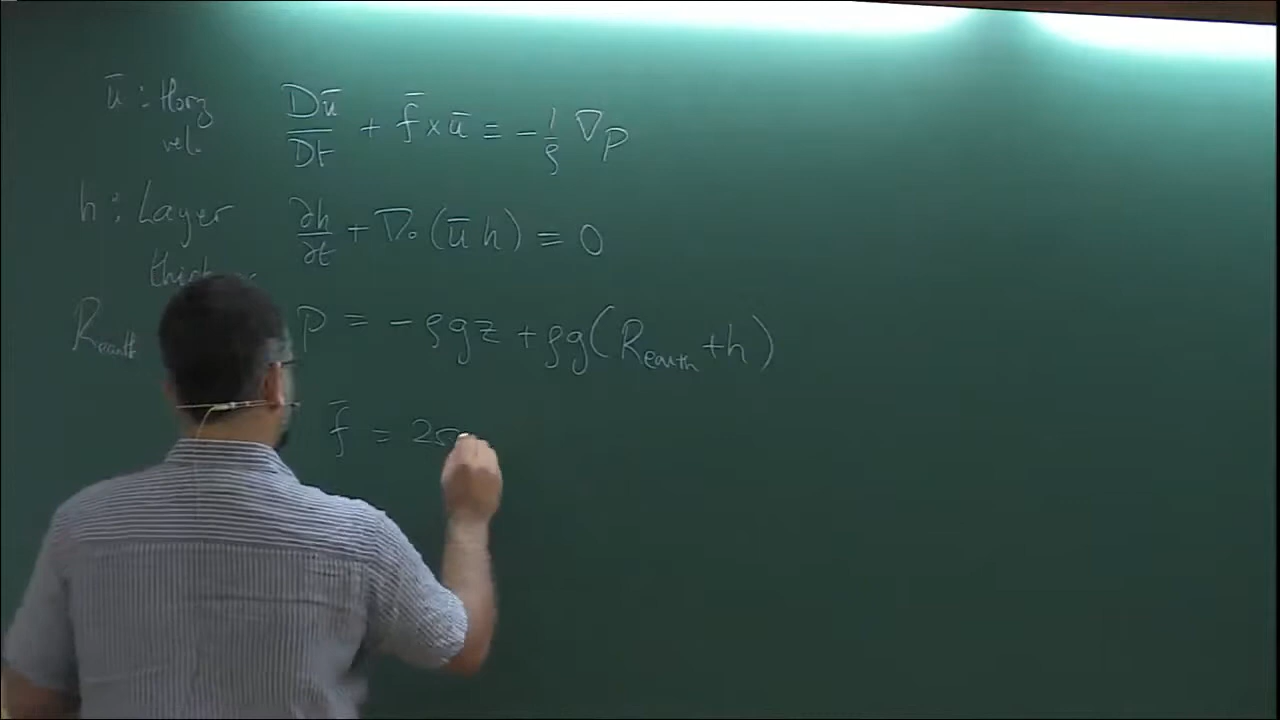 ū : Horz vel. Dū/Dt + f̄ × ū = -1/ρ ∇p
h : Layer ∂h/∂t + ∇∘(ū h) = 0
R_earth p = -ρgz + ρg(R_earth + h)
f̄ = 2